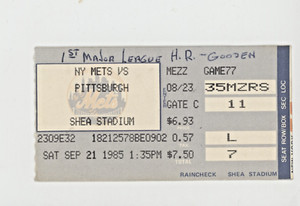 1ST MAJOR LEAGUE H.R. - GOODEN
NY METS VS MEZZ GAME77
PITTSBURGH 08/23 35MZRS
Mets GATE C 11
SHEA STADIUM $6.93
2309E32 18212578BE0902 0.57 L
SAT SEP 21 1985 1:35PM $7.50 7
RAINCHECK SHEA STADIUM
SEAT ROW/BOX SEC LOC